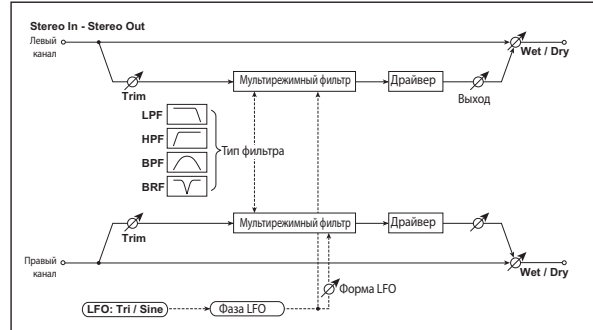 Stereo In - Stereo Out
Левый
канал
Wet / Dry
Trim
Мультирежимный фильтр
Драйвер
Выход
LPF
HPF
BPF
BRF
Тип фильтра
Мультирежимный фильтр
Драйвер
Trim
Правый
канал
Wet / Dry
Форма LFO
LFO: Tri / Sine
Фаза LFO